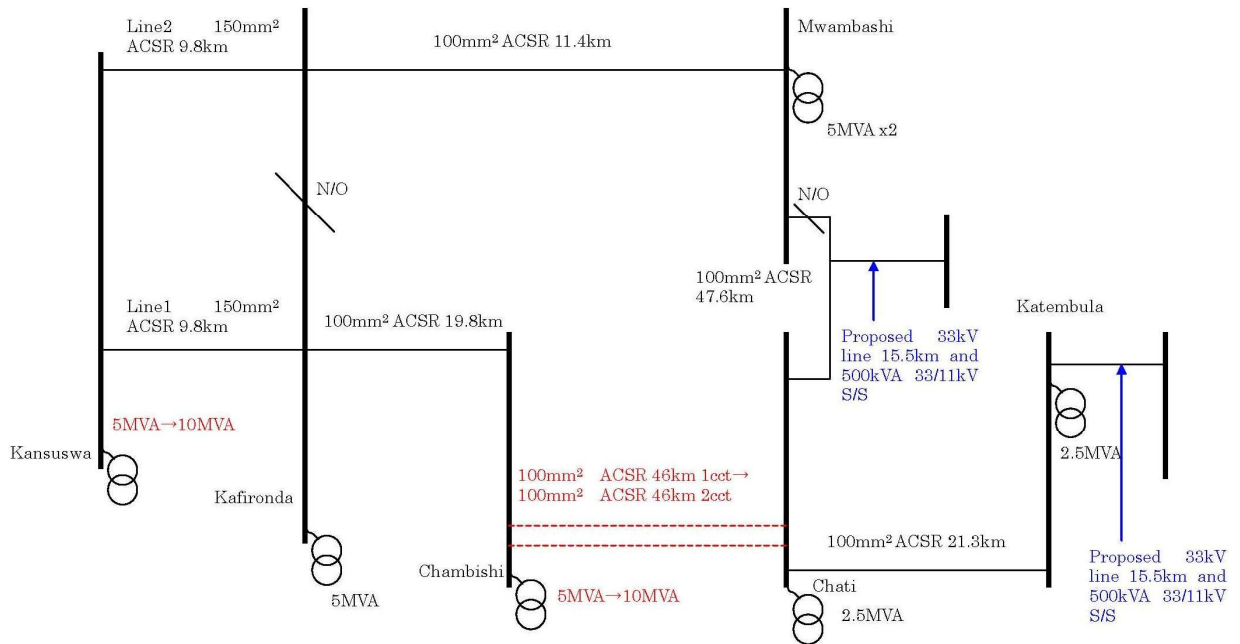 Line2 150mm²
ACSR 9.8km
100mm² ACSR 11.4km
Mwambashi
5MVA x2
N/O
N/O
100mm² ACSR
47.6km
Line1 150mm²
ACSR 9.8km
100mm² ACSR 19.8km
Katembula
Proposed 33kV
line 15.5km and
500kVA 33/11kV
S/S
5MVA→10MVA
Kansuswa
2.5MVA
100mm² ACSR 46km 1cct→
100mm² ACSR 46km 2cct
Kafironda
100mm² ACSR 21.3km
Proposed 33kV
line 15.5km and
500kVA 33/11kV
S/S
Chambishi
5MVA→10MVA
5MVA
Chati
2.5MVA